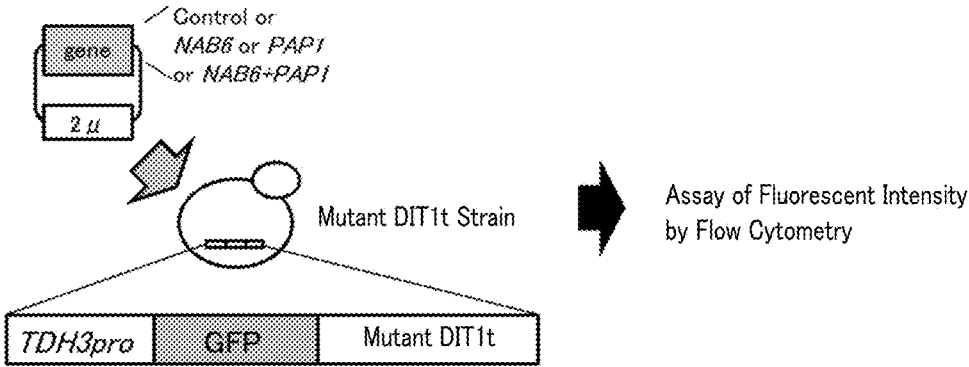 Control or
NAB6 or PAP1
or NAB6+PAP1
gene
2 μ
Mutant DIT1t Strain
Assay of Fluorescent Intensity
by Flow Cytometry
TDH3pro
GFP
Mutant DIT1t